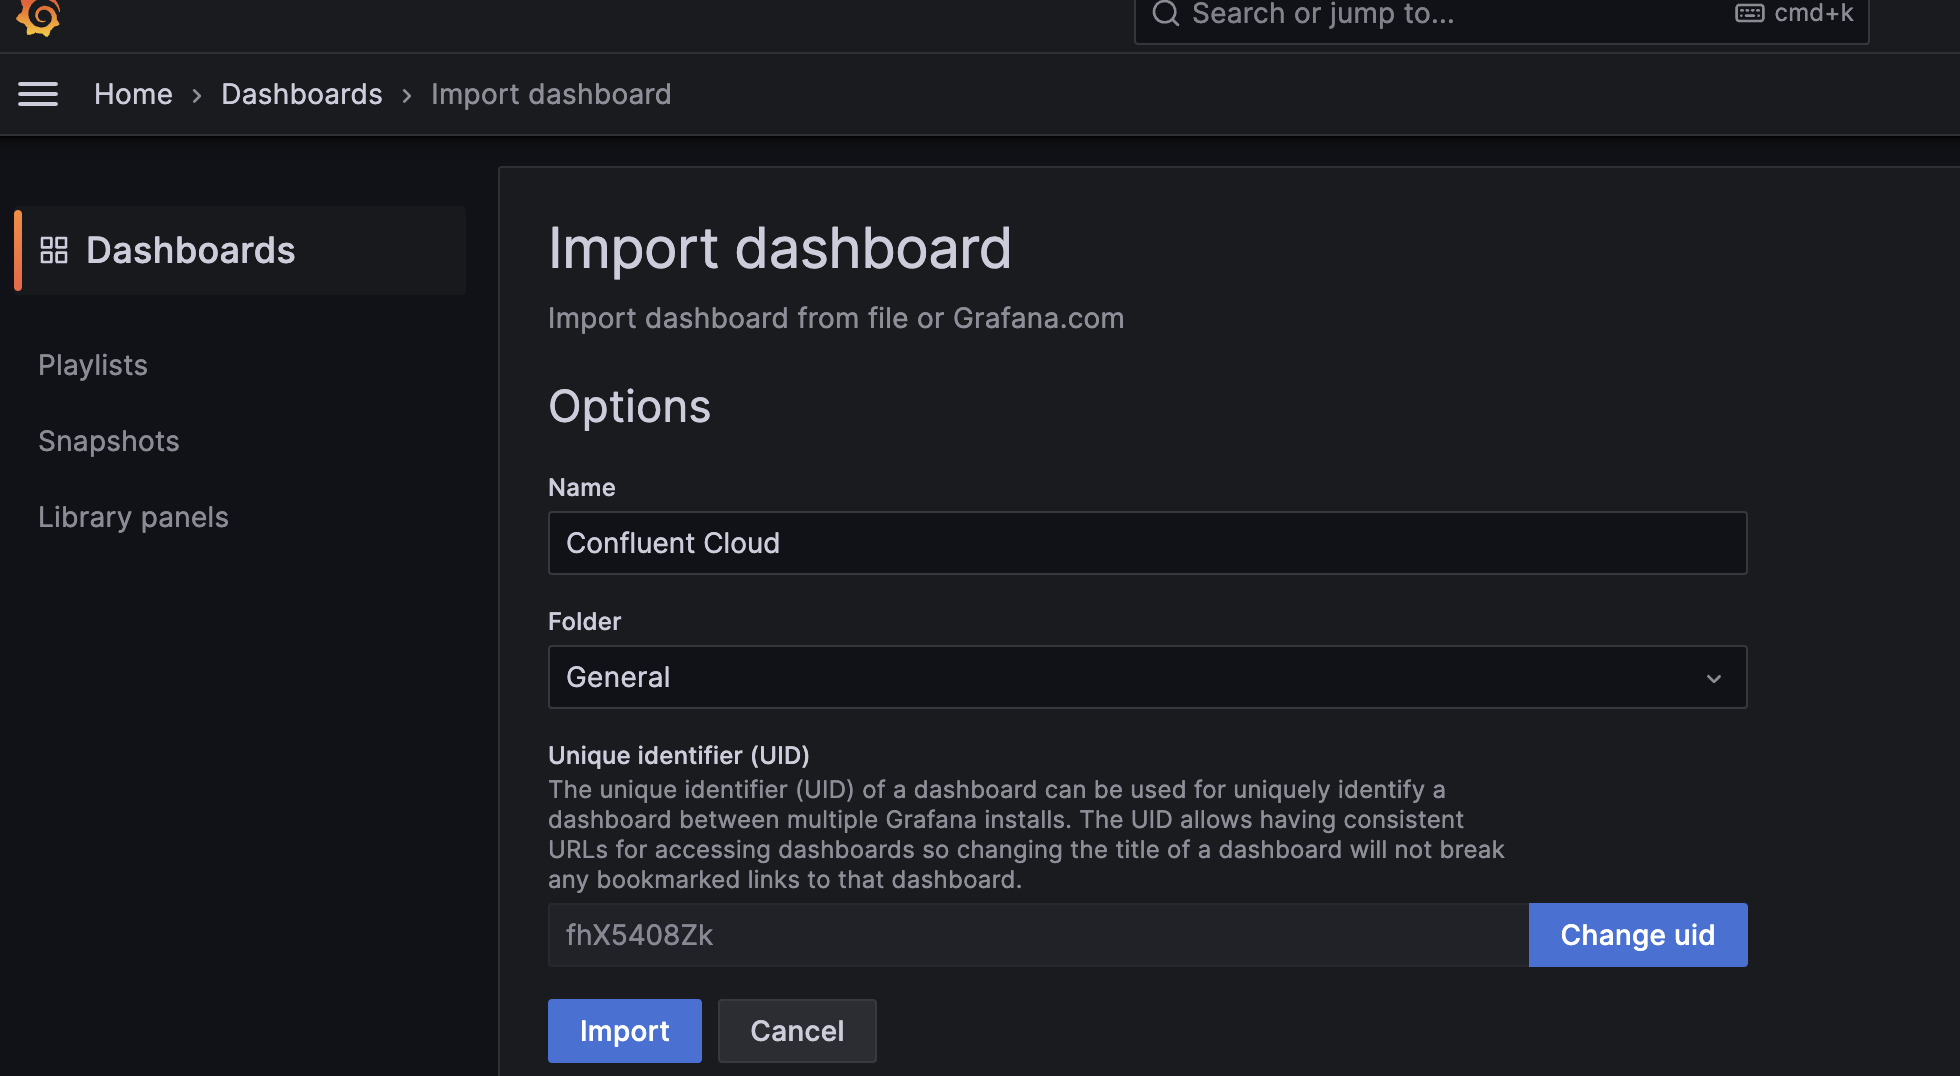 Search or jump to...
cmd+k
Home > Dashboards > Import dashboard
Dashboards
Playlists
Snapshots
Library panels
Import dashboard
Import dashboard from file or Grafana.com
Options
Name
Confluent Cloud
Folder
General
Unique identifier (UID)
The unique identifier (UID) of a dashboard can be used for uniquely identify a
dashboard between multiple Grafana installs. The UID allows having consistent
URLs for accessing dashboards so changing the title of a dashboard will not break
any bookmarked links to that dashboard.
fhX5408Zk
Change uid
Import
Cancel